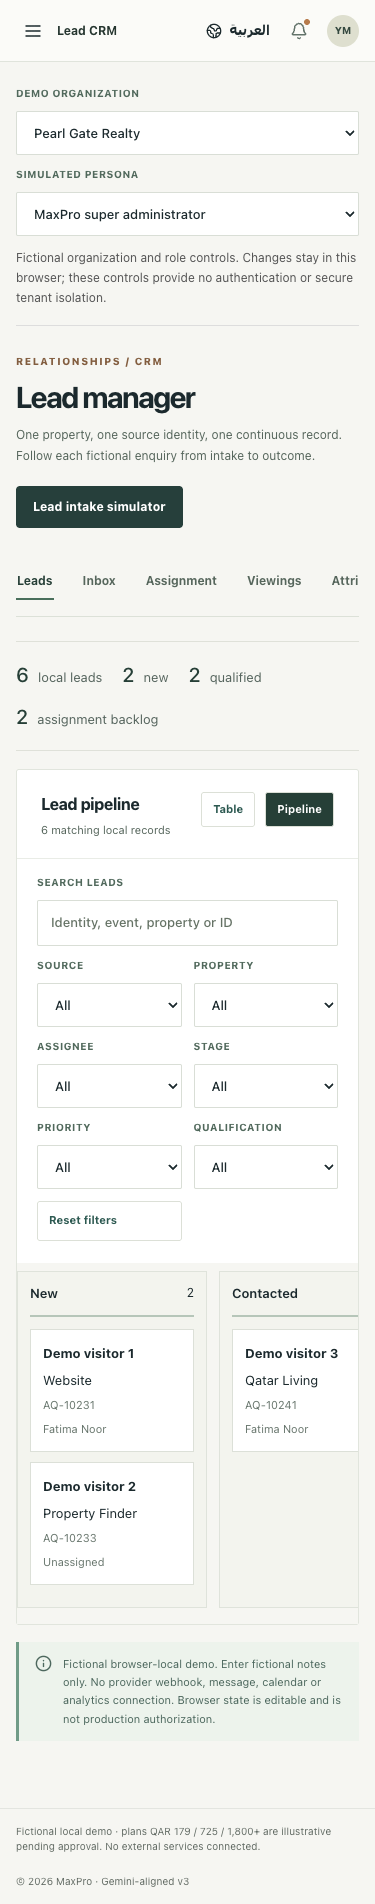 Lead CRM
العربية
YM
DEMO ORGANIZATION
Pearl Gate Realty
SIMULATED PERSONA
MaxPro super administrator
Fictional organization and role controls. Changes stay in this
browser; these controls provide no authentication or secure
tenant isolation.
RELATIONSHIPS / CRM
Lead manager
One property, one source identity, one continuous record.
Follow each fictional enquiry from intake to outcome.
Lead intake simulator
Leads Inbox Assignment Viewings Attri
6 local leads 2 new 2 qualified
2 assignment backlog
Lead pipeline
6 matching local records
Table Pipeline
SEARCH LEADS
Identity, event, property or ID
SOURCE PROPERTY
All All
ASSIGNEE STAGE
All All
PRIORITY QUALIFICATION
All All
Reset filters
New 2
Demo visitor 1
Website
AQ-10231
Fatima Noor
Demo visitor 2
Property Finder
AQ-10233
Unassigned
Contacted
Demo visitor 3
Qatar Living
AQ-10241
Fatima Noor
Fictional browser-local demo. Enter fictional notes
only. No provider webhook, message, calendar or
analytics connection. Browser state is editable and is
not production authorization.
Fictional local demo · plans QAR 179 / 725 / 1,800+ are illustrative
pending approval. No external services connected.
© 2026 MaxPro · Gemini-aligned v3